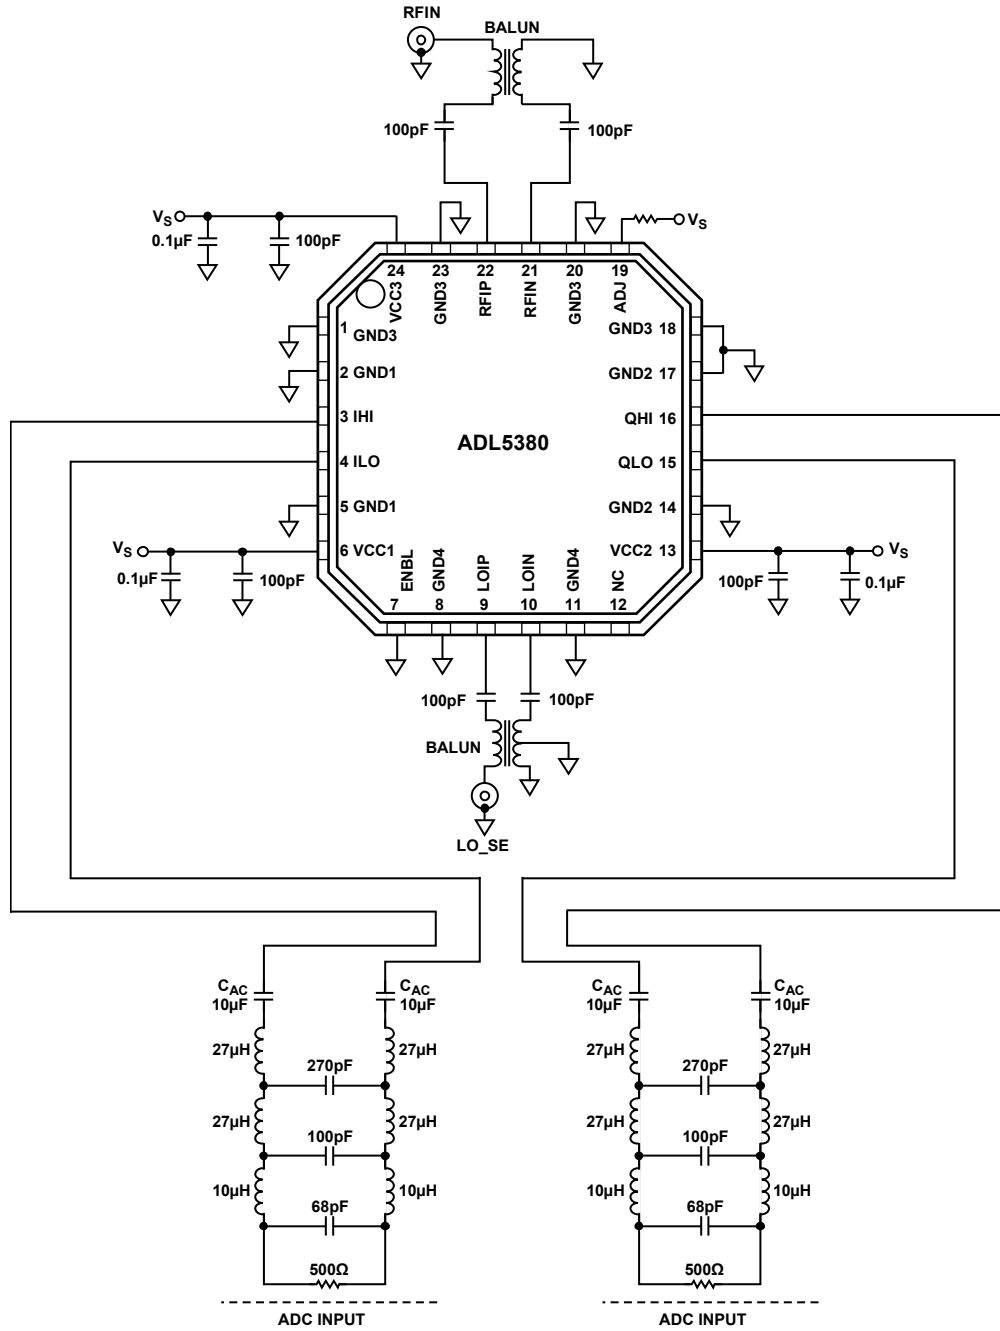 RFIN
BALUN
100pF
100pF
VS
0.1µF
100pF
VS
24 23 22 21 20 19
VCC3
GND3
RFIP
RFIN
GND3
ADJ
1
GND3
GND3 18
2 GND1
GND2 17
3 IHI
QHI 16
ADL5380
4 ILO
QLO 15
5 GND1
GND2 14
VS
6 VCC1
VCC2 13
VS
0.1µF
100pF
100pF
0.1µF
ENBL
GND4
LOIP
LOIN
GND4
NC
7 8 9 10 11 12
100pF
100pF
BALUN
LO_SE
CAC
10µF
CAC
10µF
CAC
10µF
CAC
10µF
27µH
27µH
27µH
27µH
270pF
270pF
27µH
27µH
27µH
27µH
100pF
100pF
10µH
10µH
10µH
10µH
68pF
68pF
500Ω
500Ω
ADC INPUT
ADC INPUT